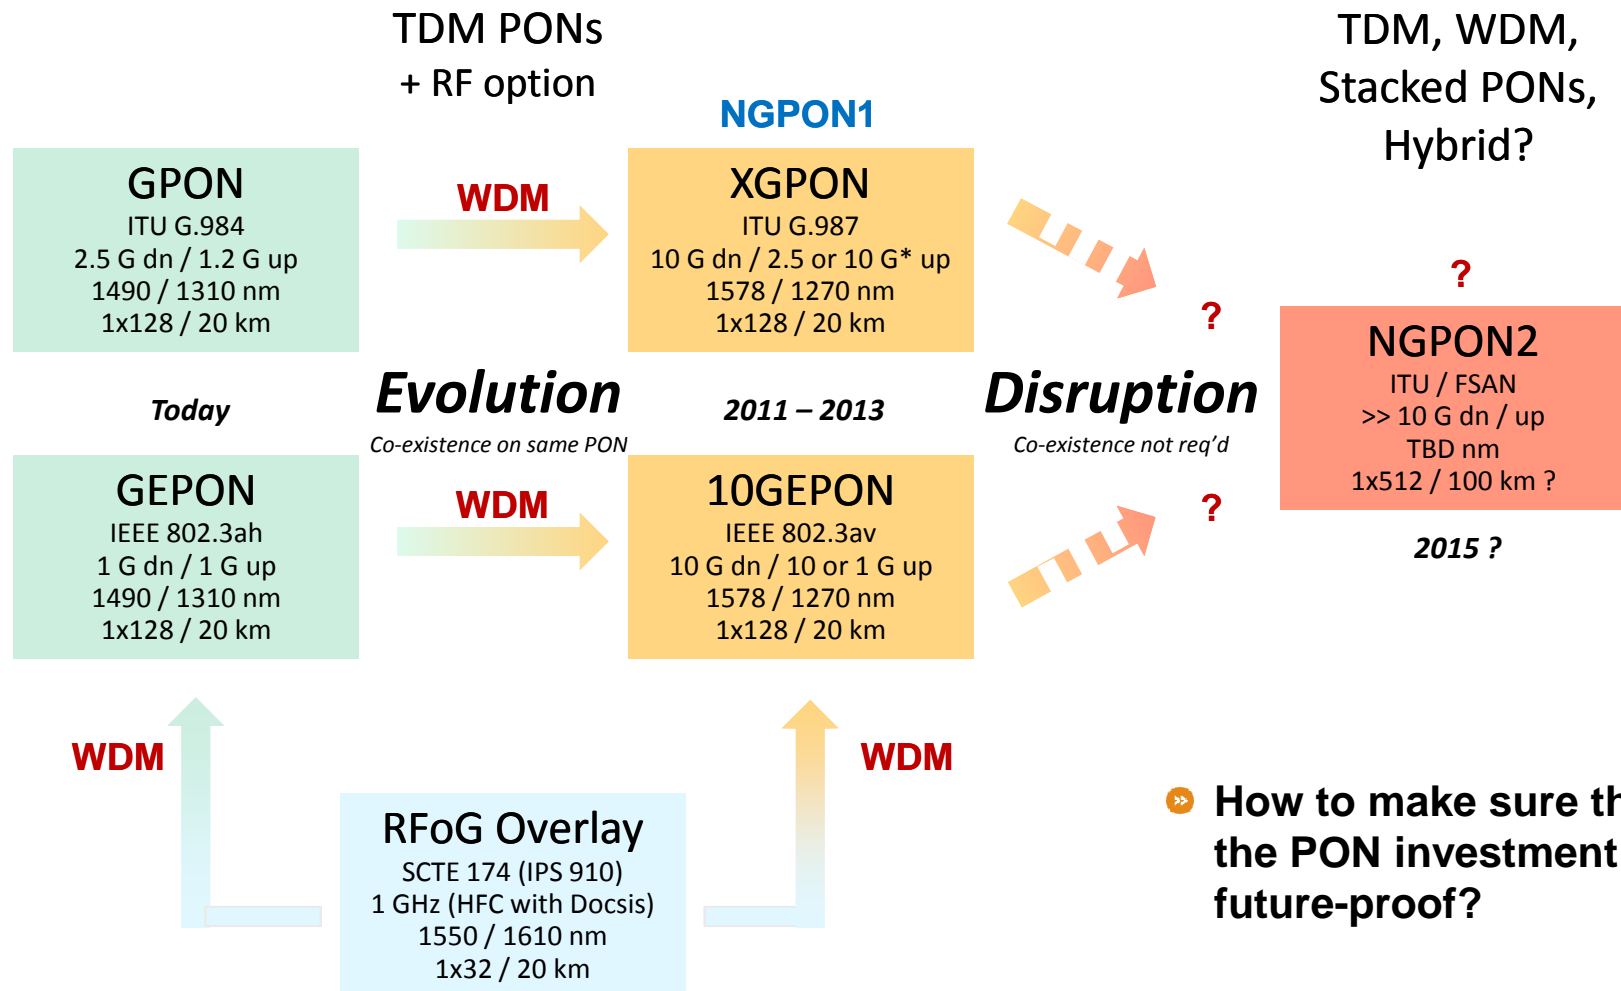 TDM PONs
+ RF option
TDM, WDM,
Stacked PONs,
Hybrid?
NGPON1
GPON
ITU G.984
2.5 G dn / 1.2 G up
1490 / 1310 nm
1x128 / 20 km
WDM
XGPON
ITU G.987
10 G dn / 2.5 or 10 G* up
1578 / 1270 nm
1x128 / 20 km
?
?
NGPON2
ITU / FSAN
>> 10 G dn / up
TBD nm
1x512 / 100 km ?
2015 ?
Today
Evolution
Co-existence on same PON
2011 – 2013
Disruption
Co-existence not req'd
GEPON
IEEE 802.3ah
1 G dn / 1 G up
1490 / 1310 nm
1x128 / 20 km
WDM
10GEPON
IEEE 802.3av
10 G dn / 10 or 1 G up
1578 / 1270 nm
1x128 / 20 km
?
WDM
RFoG Overlay
SCTE 174 (IPS 910)
1 GHz (HFC with Docsis)
1550 / 1610 nm
1x32 / 20 km
WDM
How to make sure
the PON investment
future-proof?